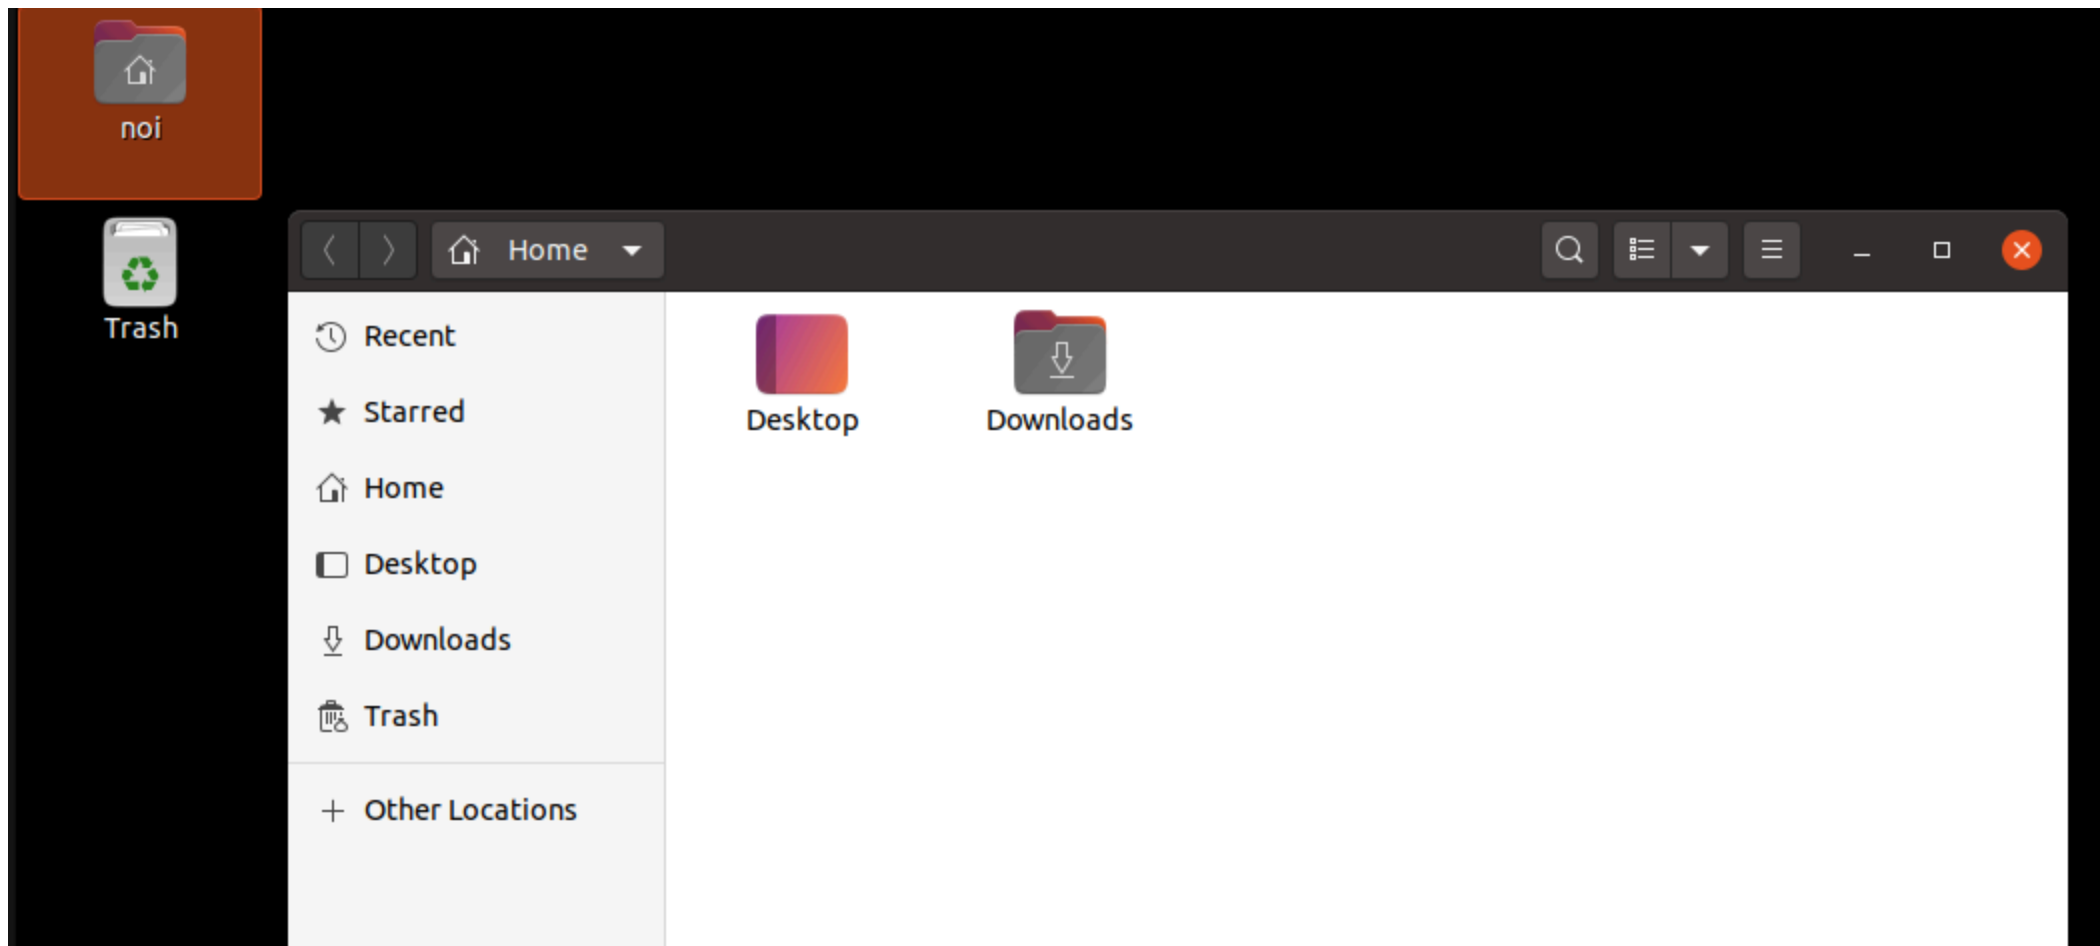 noi
Trash
Home
Recent
Starred
Home
Desktop
Downloads
Trash
Other Locations
Desktop
Downloads